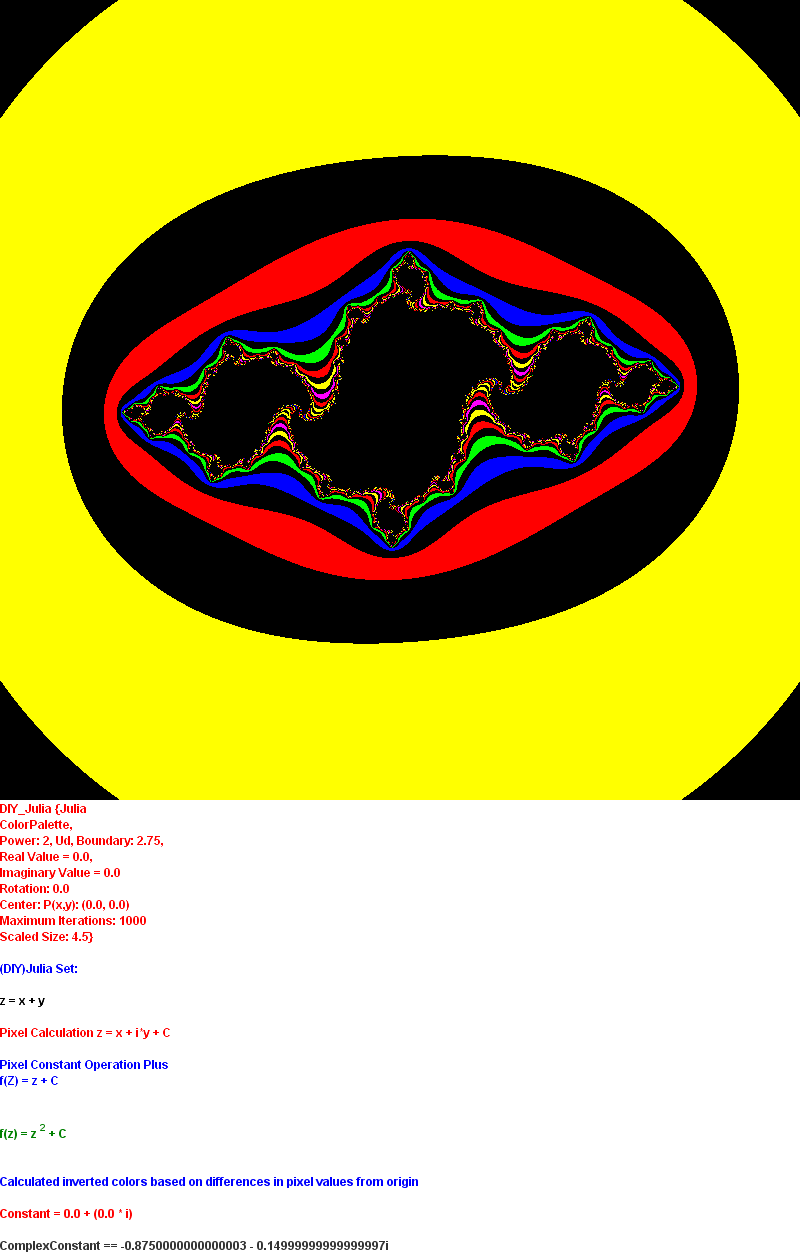 DIY_Julia {Julia
ColorPalette,
Power: 2, Ud, Boundary: 2.75,
Real Value = 0.0,
Imaginary Value = 0.0
Rotation: 0.0
Center: P(x,y): (0.0, 0.0)
Maximum Iterations: 1000
Scaled Size: 4.5}
(DIY)Julia Set:
z = x + y
Pixel Calculation z = x + i*y + C
Pixel Constant Operation Plus
f(Z) = z + C
f(z) = z 2 + C
Calculated inverted colors based on differences in pixel values from origin
Constant = 0.0 + (0.0 * i)
ComplexConstant == -0.8750000000000003 - 0.14999999999999997i